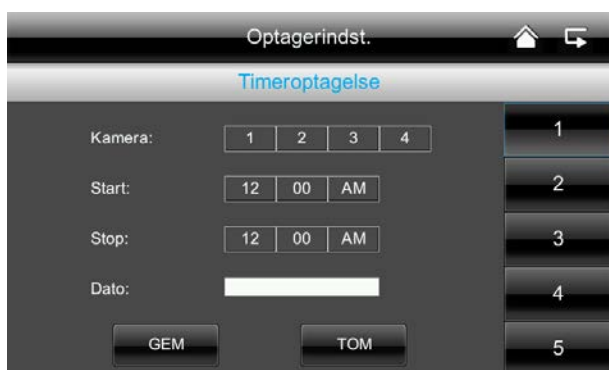 Optagerindst.
Timeroptagelse
Kamera: 1 2 3 4
Start: 12 00 AM
Stop: 12 00 AM
Dato:
GEM TOM
1
2
3
4
5